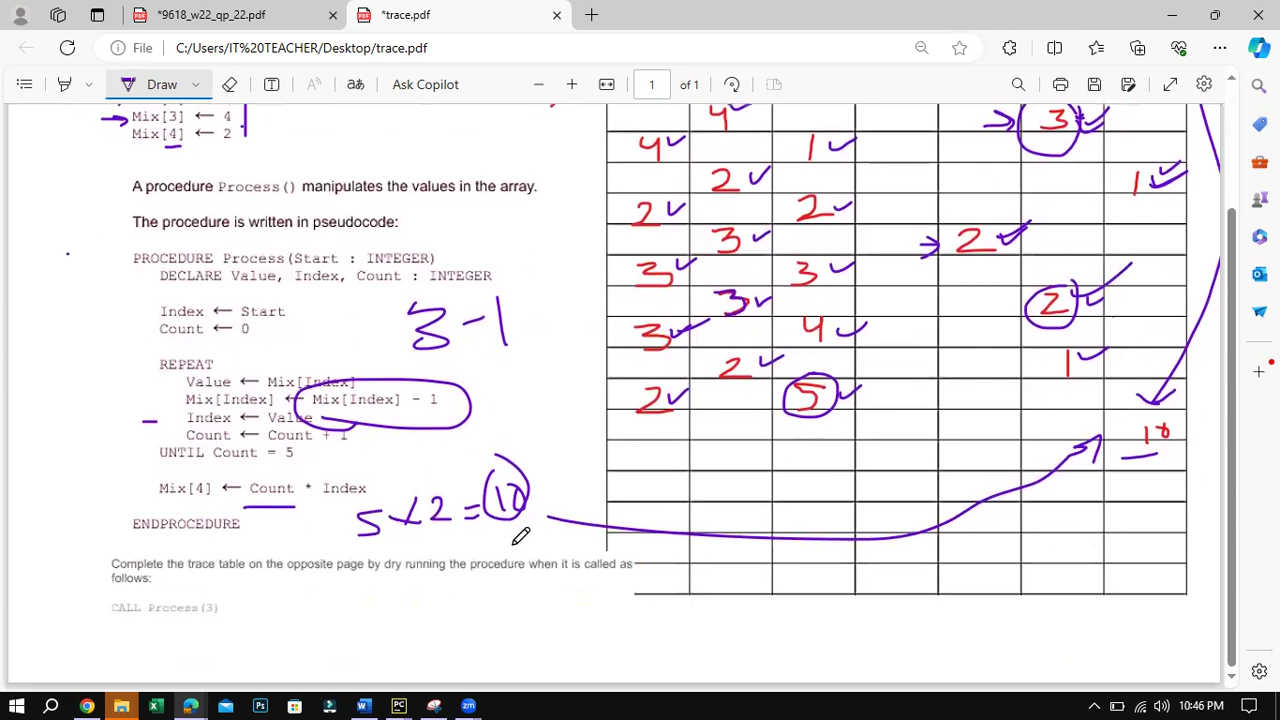 *9618_w22_qp_22.pdf
*trace.pdf
File
C:/Users/IT%20TEACHER/Desktop/trace.pdf
Draw
Ask Copilot
1
of 1
Mix[3] ← 4
Mix[4] ← 2
A procedure Process() manipulates the values in the array.
The procedure is written in pseudocode:
PROCEDURE Process(Start : INTEGER)
DECLARE Value, Index, Count : INTEGER
Index ← Start
Count ← 0
3-1
REPEAT
Value ← Mix[Index]
Mix[Index] ← Mix[Index] - 1
Index ← Value
Count ← Count + 1
UNTIL Count = 5
Mix[4] ← Count * Index
5 * 2 = 10
ENDPROCEDURE
Complete the trace table on the opposite page by dry running the procedure when it is called as
follows:
CALL Process(3)
4 3
4 1
2 1
2 2
3 2
3 3
3 2
3 4
2 1
2 5
10
10:46 PM